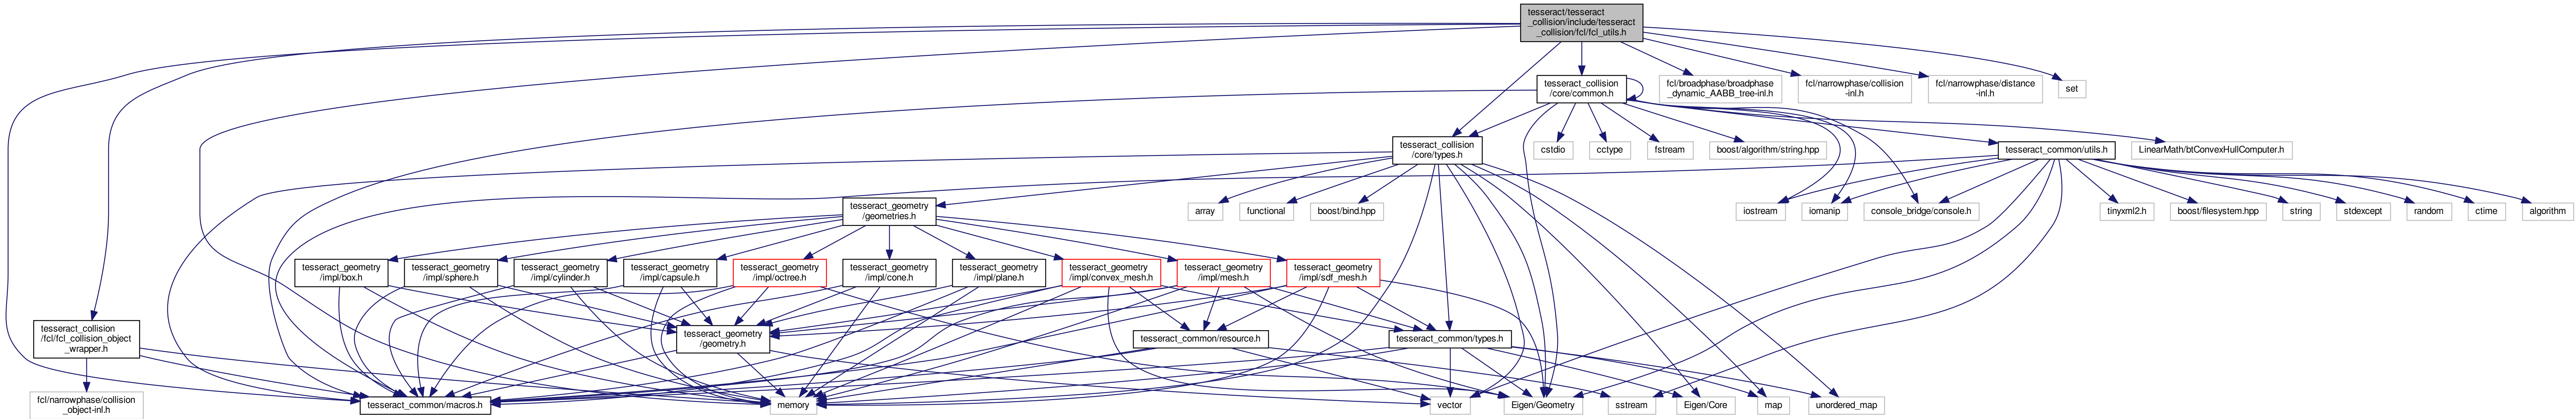 tesseract/tesseract
_collision/include/tesseract
_collision/fcl/fcl_utils.h
tesseract_collision
/core/common.h
fcl/broadphase/broadphase
_dynamic_AABB_tree-inl.h
fcl/narrowphase/collision
-inl.h
fcl/narrowphase/distance
-inl.h
set
tesseract_collision
/core/types.h
cstdio
cctype
fstream
boost/algorithm/string.hpp
tesseract_common/utils.h
LinearMath/btConvexHullComputer.h
tesseract_geometry
/geometries.h
array
functional
boost/bind.hpp
iostream
iomanip
console_bridge/console.h
tinyxml2.h
boost/filesystem.hpp
string
stdexcept
random
ctime
algorithm
tesseract_geometry
/impl/box.h
tesseract_geometry
/impl/sphere.h
tesseract_geometry
/impl/cylinder.h
tesseract_geometry
/impl/capsule.h
tesseract_geometry
/impl/octree.h
tesseract_geometry
/impl/cone.h
tesseract_geometry
/impl/plane.h
tesseract_geometry
/impl/convex_mesh.h
tesseract_geometry
/impl/mesh.h
tesseract_geometry
/impl/sdf_mesh.h
tesseract_collision
/fcl/fcl_collision_object
_wrapper.h
tesseract_geometry
/geometry.h
tesseract_common/resource.h
tesseract_common/types.h
fcl/narrowphase/collision
_object-inl.h
tesseract_common/macros.h
memory
vector
Eigen/Geometry
sstream
Eigen/Core
map
unordered_map